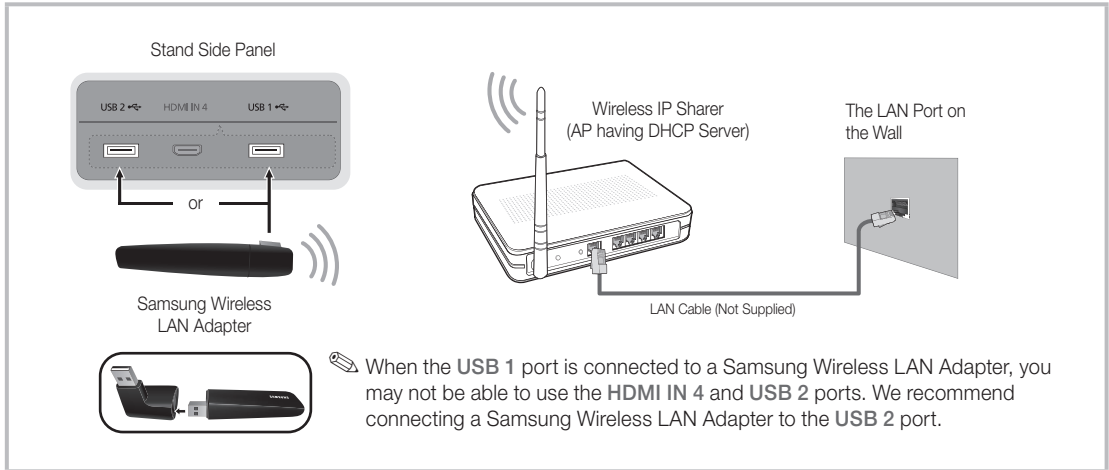 Stand Side Panel
USB 2 HDMI IN 4 USB 1
or
Samsung Wireless
LAN Adapter
SAMSUNG
Wireless IP Sharer
(AP having DHCP Server)
The LAN Port on
the Wall
LAN Cable (Not Supplied)
When the USB 1 port is connected to a Samsung Wireless LAN Adapter, you
may not be able to use the HDMI IN 4 and USB 2 ports. We recommend
connecting a Samsung Wireless LAN Adapter to the USB 2 port.